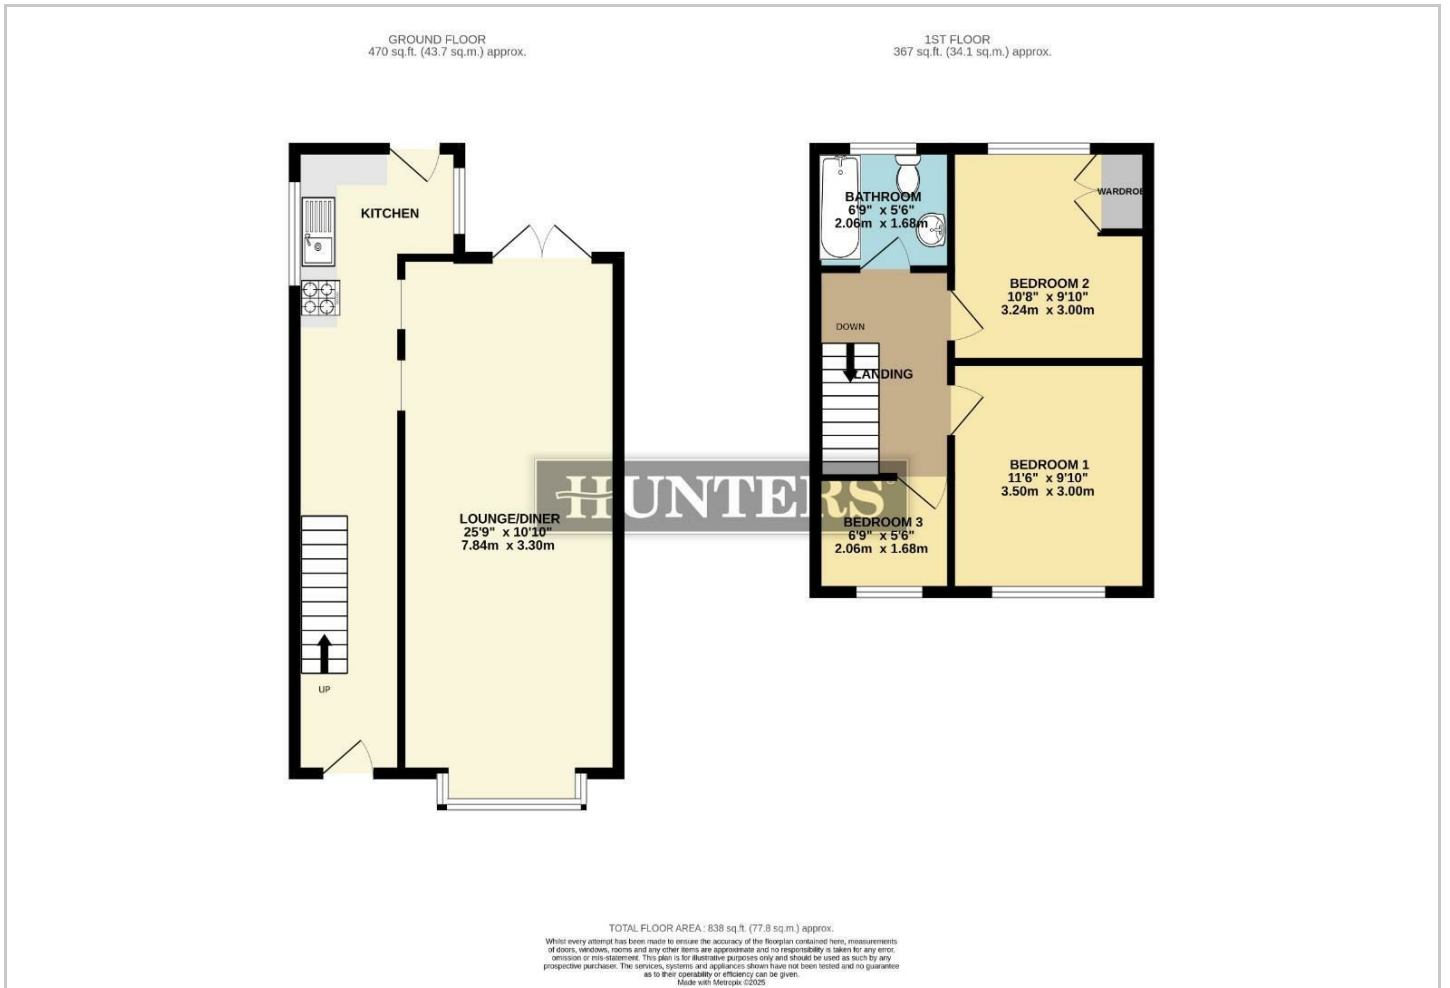 GROUND FLOOR
470 sq.ft. (43.7 sq.m.) approx.
1ST FLOOR
367 sq.ft. (34.1 sq.m.) approx.
KITCHEN
LOUNGE/DINER
25'9" x 10'10"
7.84m x 3.30m
UP
BATHROOM
6'9" x 5'6"
2.06m x 1.68m
WARDROBE
BEDROOM 2
10'8" x 9'10"
3.24m x 3.00m
DOWN
LANDING
BEDROOM 1
11'6" x 9'10"
3.50m x 3.00m
BEDROOM 3
6'9" x 5'6"
2.06m x 1.68m
HUNTERS
TOTAL FLOOR AREA : 838 sq.ft. (77.8 sq.m.) approx.
Whilst every attempt has been made to ensure the accuracy of the floorplan contained here, measurements
of doors, windows, rooms and any other items are approximate and no responsibility is taken for any error,
omission or mis-statement. This plan is for illustrative purposes only and should be used as such by any
prospective purchaser. The services, systems and appliances shown have not been tested and no guarantee
as to their operability or efficiency can be given.
Made with Metropix ©2025